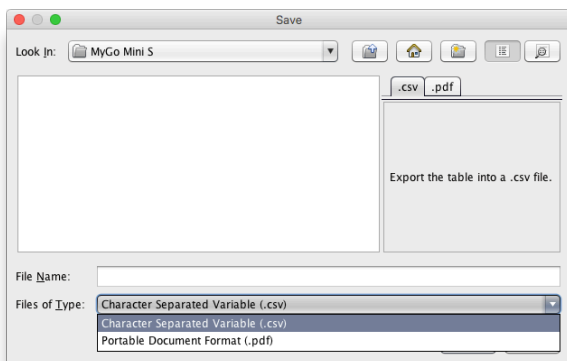 Save
Look In: MyGo Mini S
.csv .pdf
Export the table into a .csv file.
File Name:
Files of Type: Character Separated Variable (.csv)
Character Separated Variable (.csv)
Portable Document Format (.pdf)